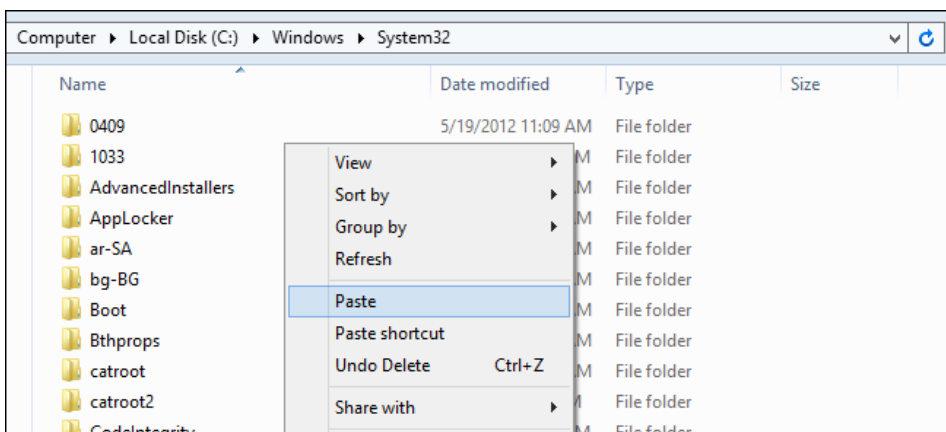 Computer ▸ Local Disk (C:) ▸ Windows ▸ System32
Name Date modified Type Size
0409 5/19/2012 11:09 AM File folder
1033 File folder
AdvancedInstallers File folder
AppLocker File folder
ar-SA File folder
bg-BG File folder
Boot File folder
Bthprops File folder
catroot File folder
catroot2 File folder
CodeIntegrity File folder
View
Sort by
Group by
Refresh
Paste
Paste shortcut
Undo Delete Ctrl+Z
Share with